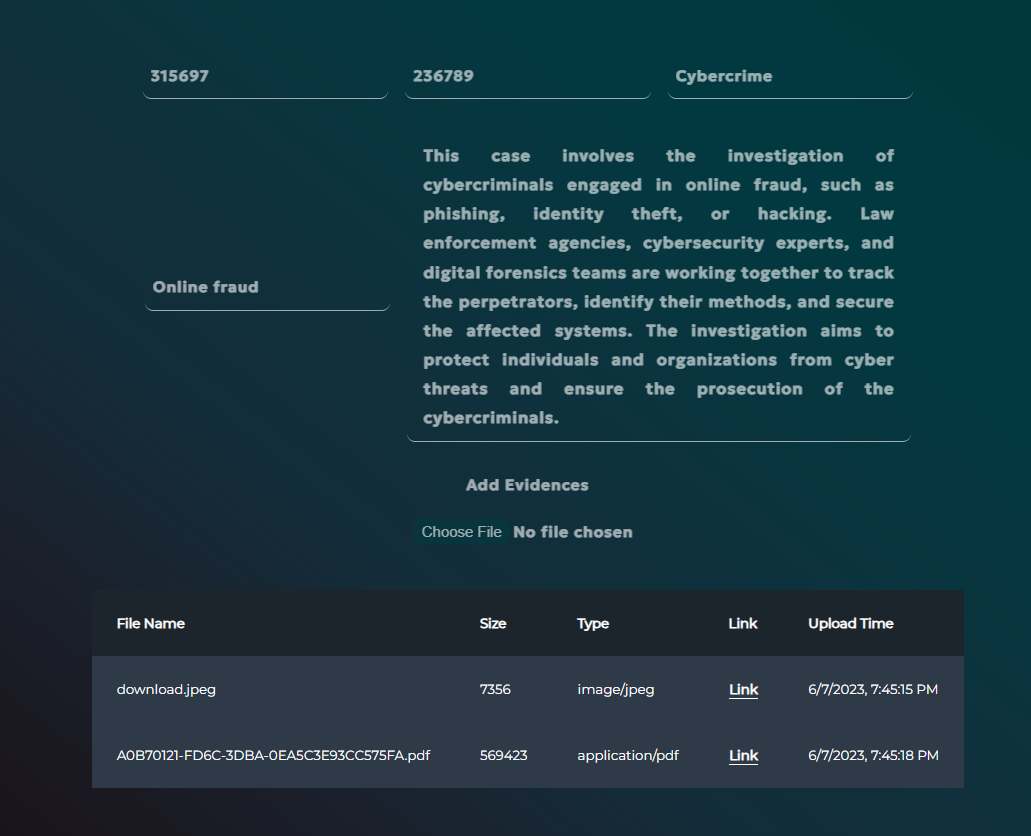 315697 236789 Cybercrime
This case involves the investigation of
cybercriminals engaged in online fraud, such as
phishing, identity theft, or hacking. Law
enforcement agencies, cybersecurity experts, and
digital forensics teams are working together to track
Online fraud
the perpetrators, identify their methods, and secure
the affected systems. The investigation aims to
protect individuals and organizations from cyber
threats and ensure the prosecution of the
cybercriminals.
Add Evidences
Choose File No file chosen
File Name Size Type Link Upload Time
download.jpeg 7356 image/jpeg Link 6/7/2023, 7:45:15 PM
A0B70121-FD6C-3DBA-0EA5C3E93CC575FA.pdf 569423 application/pdf Link 6/7/2023, 7:45:18 PM